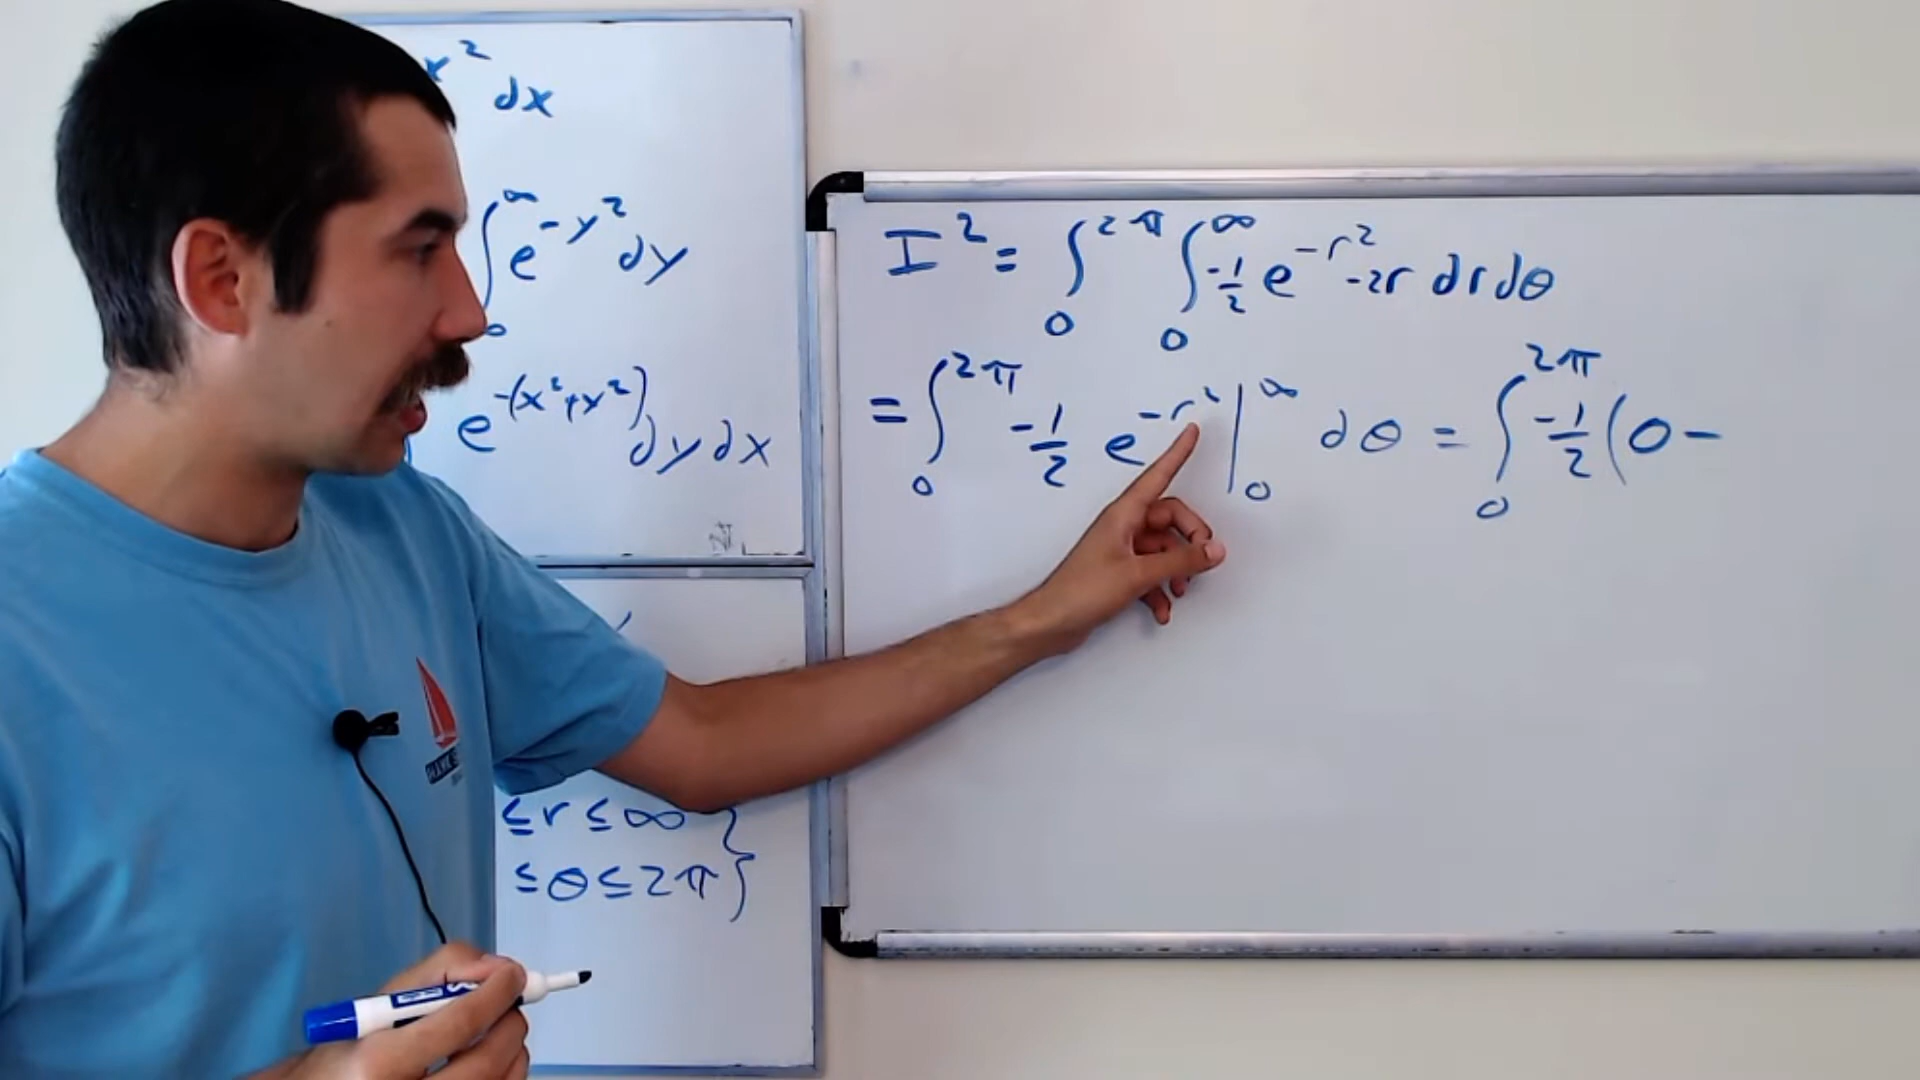 x² dx
∫₀^∞ e^{-y²} dy
e^{-(x²+y²)} dy dx
≤ r ≤ ∞}
≤ θ ≤ 2π}
I² = ∫₀^{2π} ∫₀^∞ -1/2 e^{-r²} -2r dr dθ
= ∫₀^{2π} -1/2 e^{-r²} |₀^∞ dθ = ∫₀^{2π} -1/2 (0 -